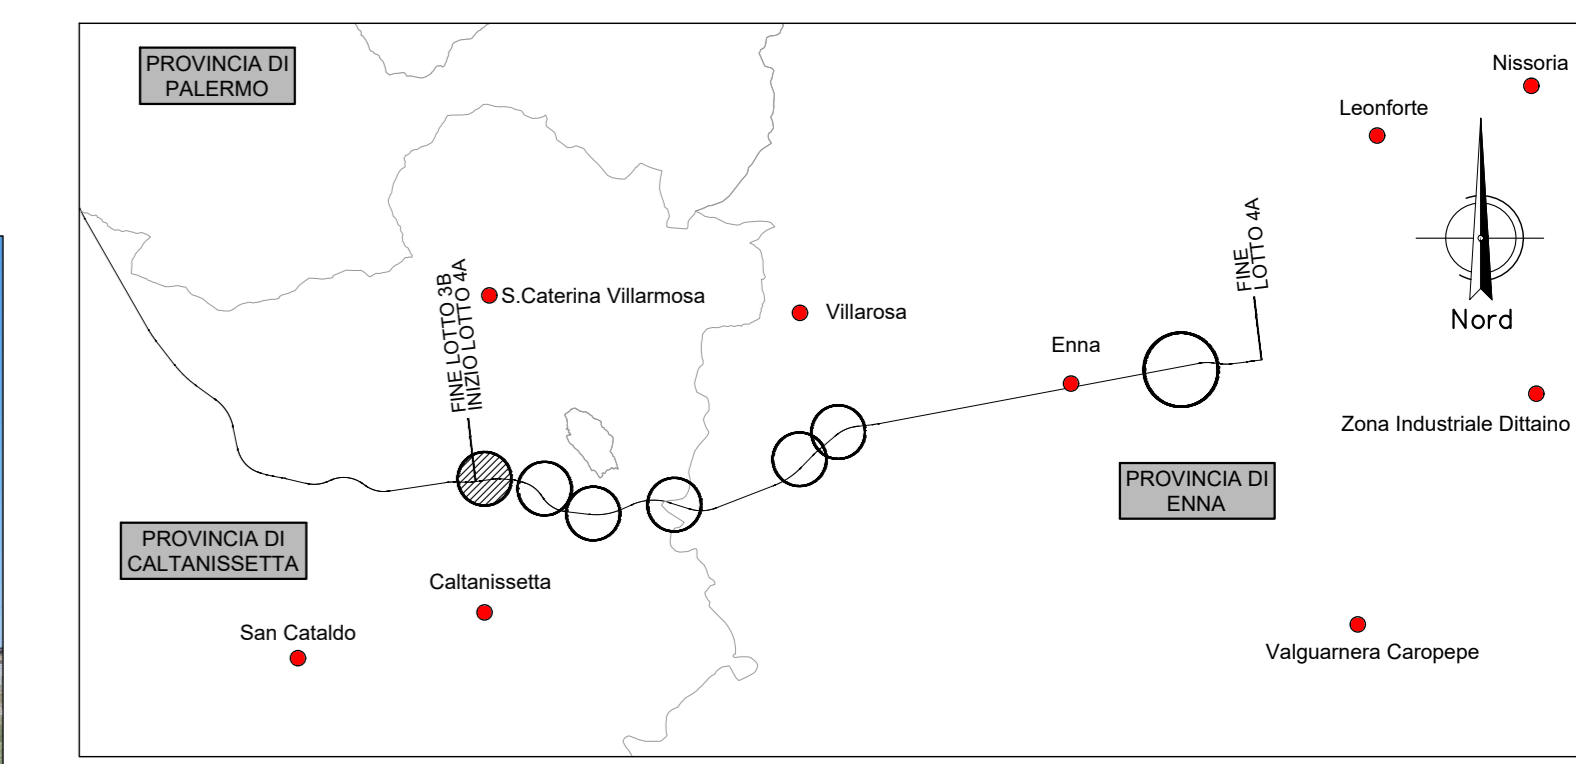 PROVINCIA DI
PALERMO
Nissoria
Leonforte
FINE
LOTTO 4A
FINE LOTTO 3B
INIZIO LOTTO 4A
S.Caterina Villarmosa
Villarosa
Nord
Enna
Zona Industriale Dittaino
PROVINCIA DI
ENNA
PROVINCIA DI
CALTANISSETTA
Caltanissetta
San Cataldo
Valguarnera Caropepe